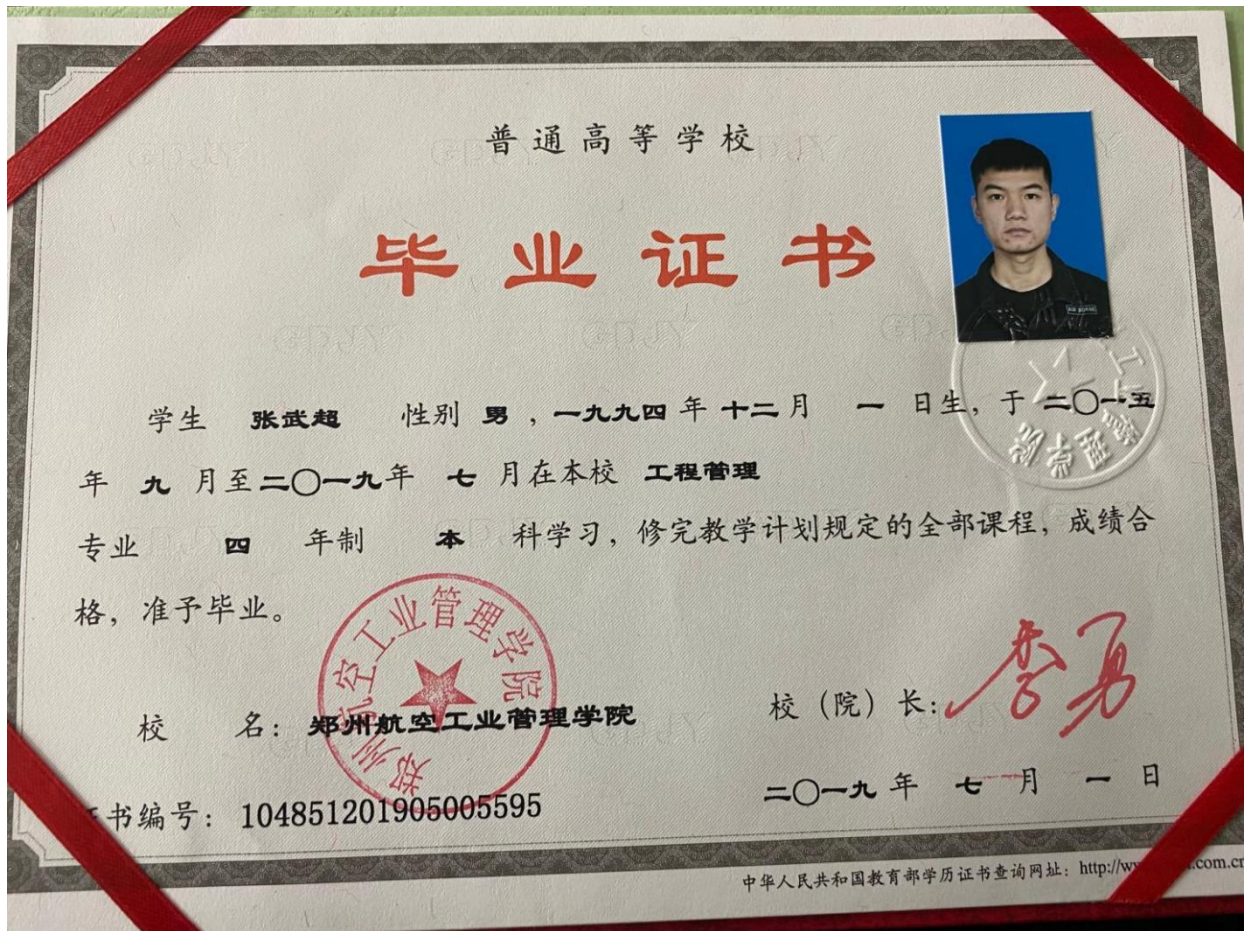 普通高等学校
毕业证书
学生 张武超 性别 男 ，一九九四 年 十二 月 一 日生，于 二〇一五
年 九 月至 二〇一九 年 七 月在本校 工程管理
专业 四 年制 本 科学习，修完教学计划规定的全部课程，成绩合
格，准予毕业。
郑州航空工业管理学院
校 名：郑州航空工业管理学院
校（院）长：李勇
书编号：104851201905005595
二〇一九 年 七 月 一 日
中华人民共和国教育部学历证书查询网址：http://w
.com.cn